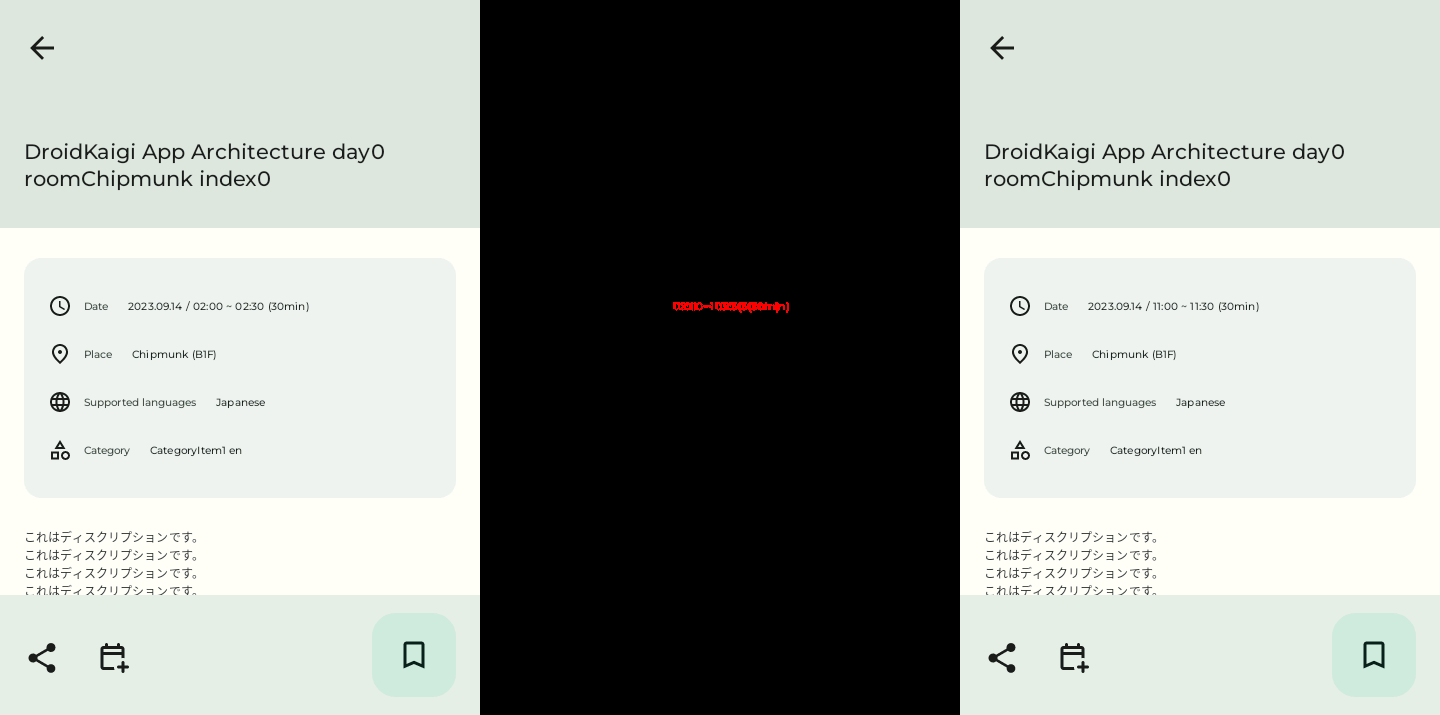 DroidKaigi App Architecture day0
roomChipmunk index0
Date 2023.09.14 / 02:00 ~ 02:30 (30min)
Place Chipmunk (B1F)
Supported languages Japanese
Category CategoryItem1 en
これはディスクリプションです。
これはディスクリプションです。
これはディスクリプションです。
これはディスクリプションです。
DroidKaigi App Architecture day0
roomChipmunk index0
Date 2023.09.14 / 11:00 ~ 11:30 (30min)
Place Chipmunk (B1F)
Supported languages Japanese
Category CategoryItem1 en
これはディスクリプションです。
これはディスクリプションです。
これはディスクリプションです。
これはディスクリプションです。